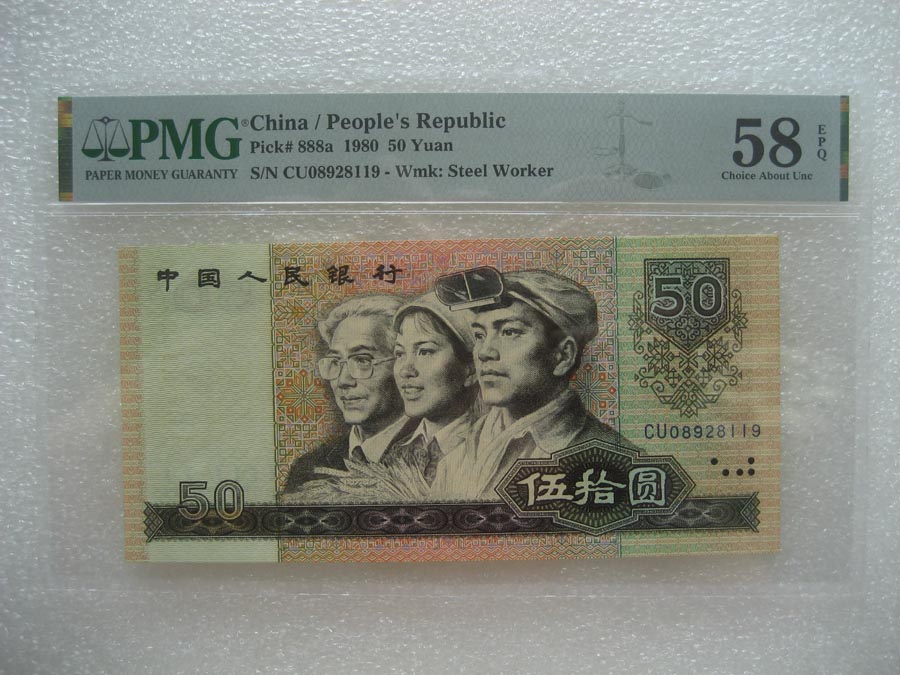 PMG®
PAPER MONEY GUARANTY
China / People's Republic
Pick# 888a 1980 50 Yuan
S/N CU08928119 - Wmk: Steel Worker
58 EPQ
Choice About Unc
中国人民银行
50
CU08928119
50
伍拾圆